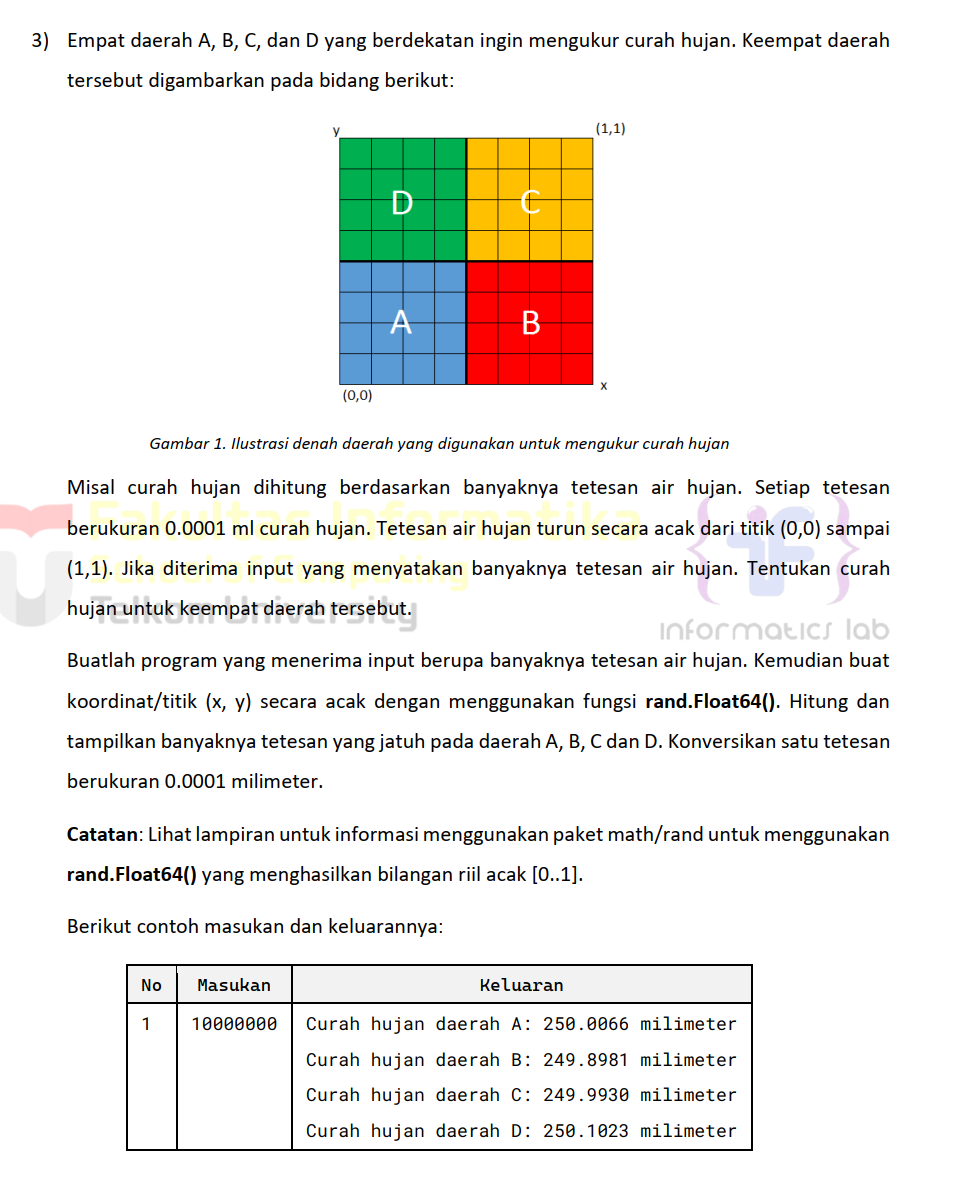 3) Empat daerah A, B, C, dan D yang berdekatan ingin mengukur curah hujan. Keempat daerah
tersebut digambarkan pada bidang berikut:
y
(1,1)
D
C
A
B
x
(0,0)
Gambar 1. Ilustrasi denah daerah yang digunakan untuk mengukur curah hujan
Misal curah hujan dihitung berdasarkan banyaknya tetesan air hujan. Setiap tetesan
Fakultas Informatika
berukuran 0.0001 ml curah hujan. Tetesan air hujan turun secara acak dari titik (0,0) sampai
School of Computing
(1,1). Jika diterima input yang menyatakan banyaknya tetesan air hujan. Tentukan curah
Telkom University
hujan untuk keempat daerah tersebut.
informatics lab
Buatlah program yang menerima input berupa banyaknya tetesan air hujan. Kemudian buat
koordinat/titik (x, y) secara acak dengan menggunakan fungsi rand.Float64(). Hitung dan
tampilkan banyaknya tetesan yang jatuh pada daerah A, B, C dan D. Konversikan satu tetesan
berukuran 0.0001 milimeter.
Catatan: Lihat lampiran untuk informasi menggunakan paket math/rand untuk menggunakan
rand.Float64() yang menghasilkan bilangan riil acak [0..1].
Berikut contoh masukan dan keluarannya:
No Masukan Keluaran
1 10000000 Curah hujan daerah A: 250.0066 milimeter
Curah hujan daerah B: 249.8981 milimeter
Curah hujan daerah C: 249.9930 milimeter
Curah hujan daerah D: 250.1023 milimeter